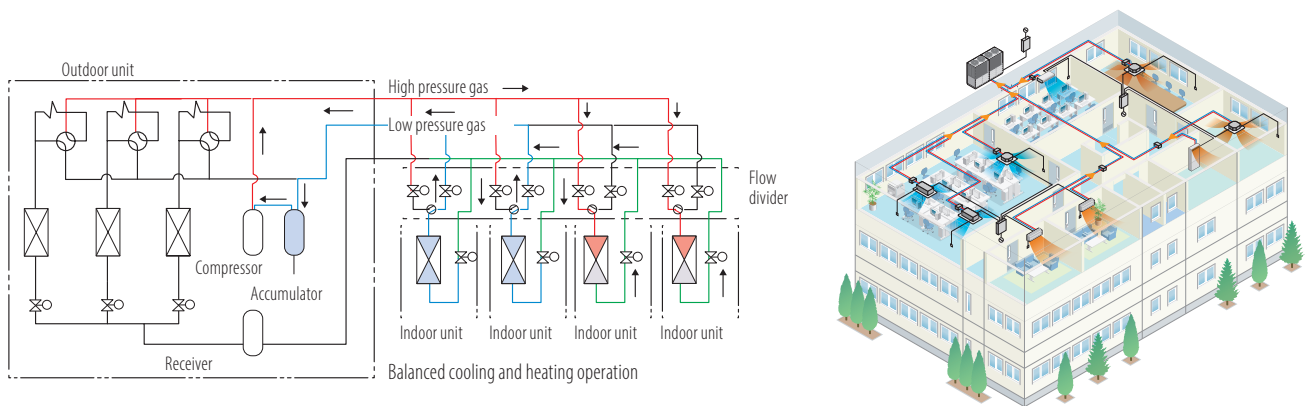 Outdoor unit
High pressure gas
Low pressure gas
Flow
divider
Compressor
Accumulator
Receiver
Indoor unit
Indoor unit
Indoor unit
Indoor unit
Balanced cooling and heating operation